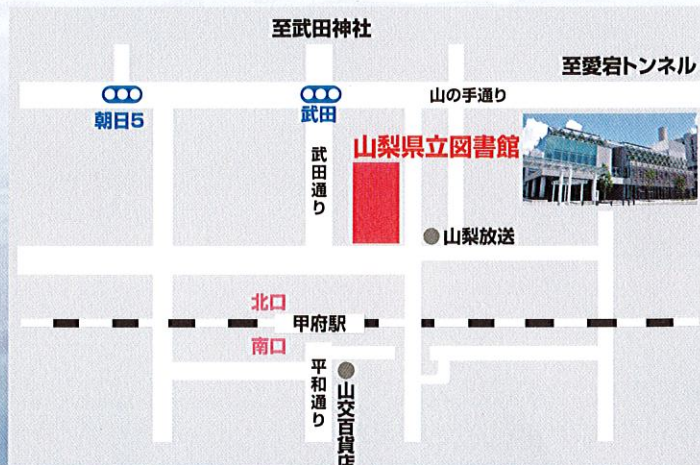 至武田神社
至愛宕トンネル
山の手通り
朝日5
武田
武田通り
山梨県立図書館
山梨放送
北口
甲府駅
南口
平和通り
山交百貨店